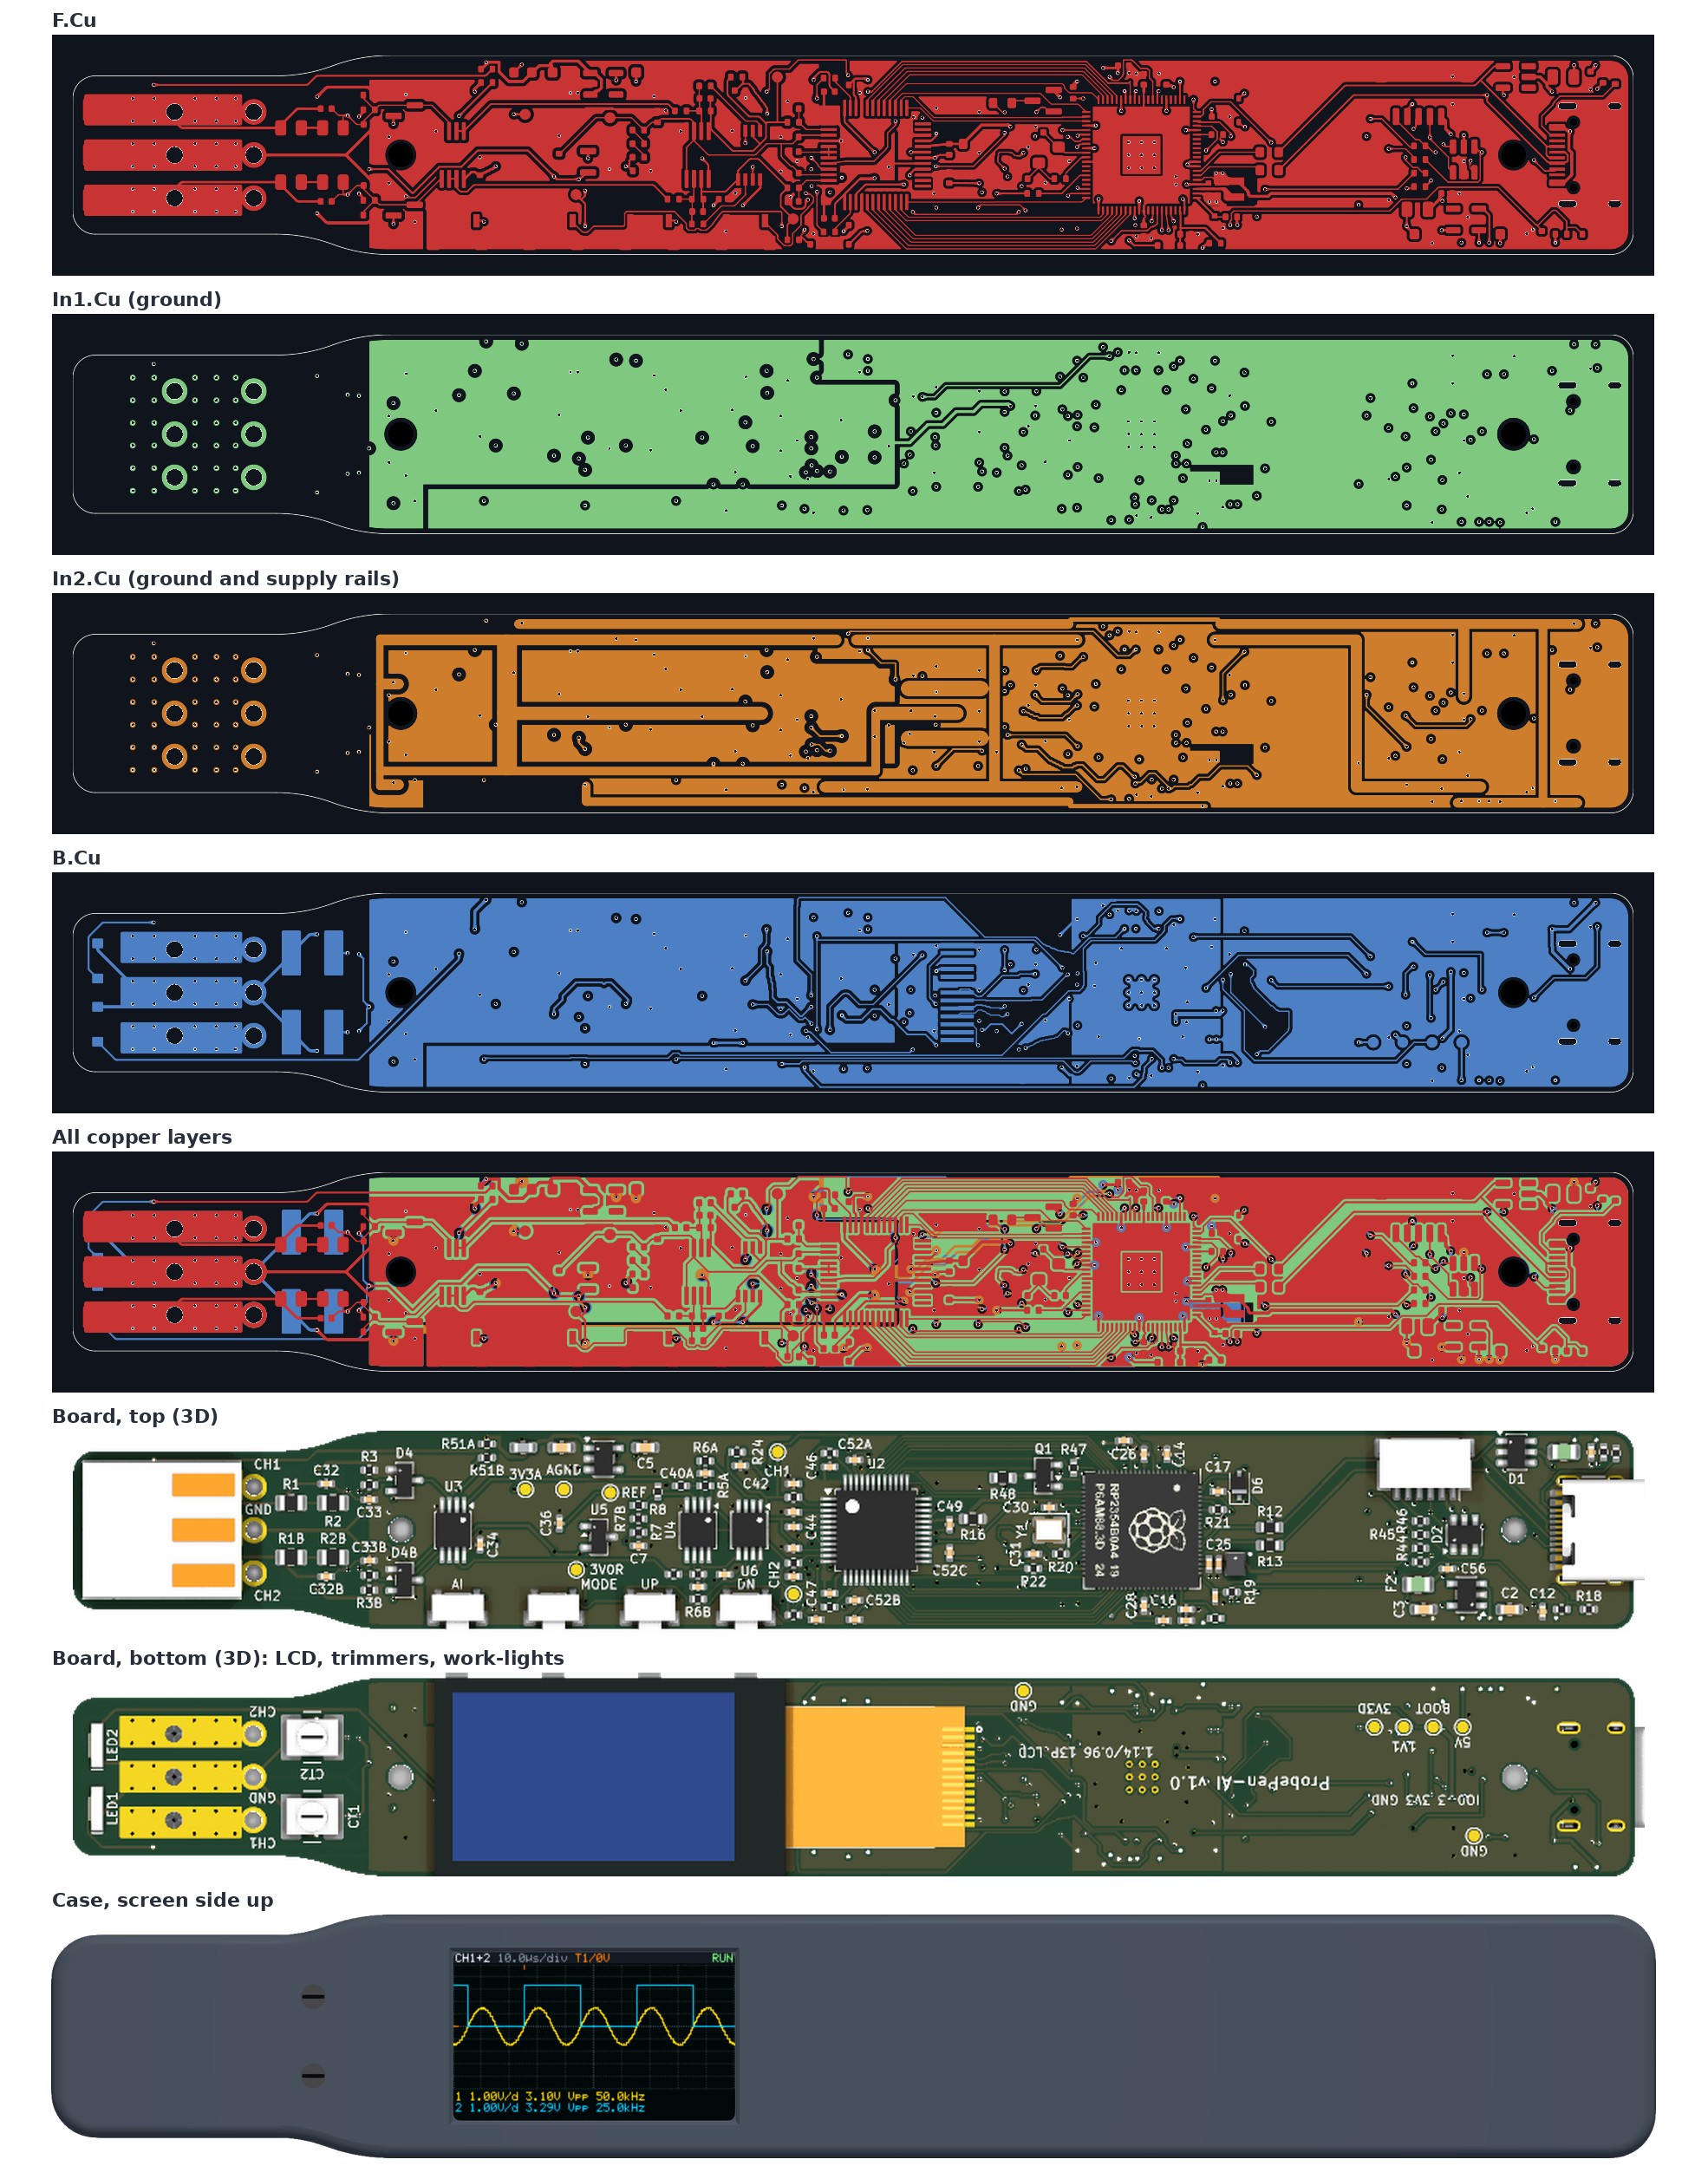 F.Cu
In1.Cu (ground)
In2.Cu (ground and supply rails)
B.Cu
All copper layers
Board, top (3D)
CH1
GND
CH2
R1
R1B
C32
R2
R2B
C32B
R3
C33
C33B
R3B
D4
D4B
R51A
R51B
U3
C34
AI
3V3A
AGND
C5
REF
C36
U5
R7B
R8
R7
C7
3VOR
MODE
UP
C40A
R6A
R5A
U4
R6B
R24
CH1
C42
U6
DN
CH2
C46
C44
C47
C52A
U2
C52B
C49
R16
C52C
R48
C30
Y1
C31
R22
R20
Q1
R47
C26
C14
C28
C16
C17
D6
R21
C25
R19
R12
R13
R45
R46
R44
D2
C56
F2
C3
C2
C12
R18
D1
Board, bottom (3D): LCD, trimmers, work-lights
LED2
LED1
CH2
GND
CH1
CT2
CT1
GND
1.14/0.96 13P LCD
ProbePen-AI v1.0
3V3D
BOOT
1V1
5V
GND
Case, screen side up
CH1+2 10.0µs/div T1/0V RUN
1 1.00V/d 3.10V Vpp 50.0kHz
2 1.00V/d 3.29V Vpp 25.0kHz